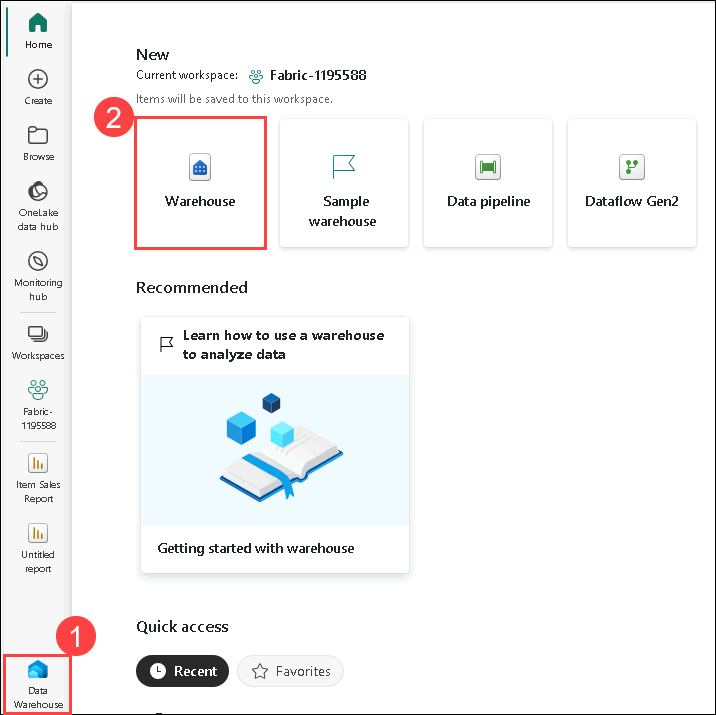 Home
Create
Browse
OneLake
data hub
Monitoring
hub
Workspaces
Fabric-
1195588
Item Sales
Report
Untitled
report
1
Data
Warehouse
New
Current workspace: Fabric-1195588
Items will be saved to this workspace.
2
Warehouse
Sample
warehouse
Data pipeline
Dataflow Gen2
Recommended
Learn how to use a warehouse
to analyze data
Getting started with warehouse
Quick access
Recent
Favorites